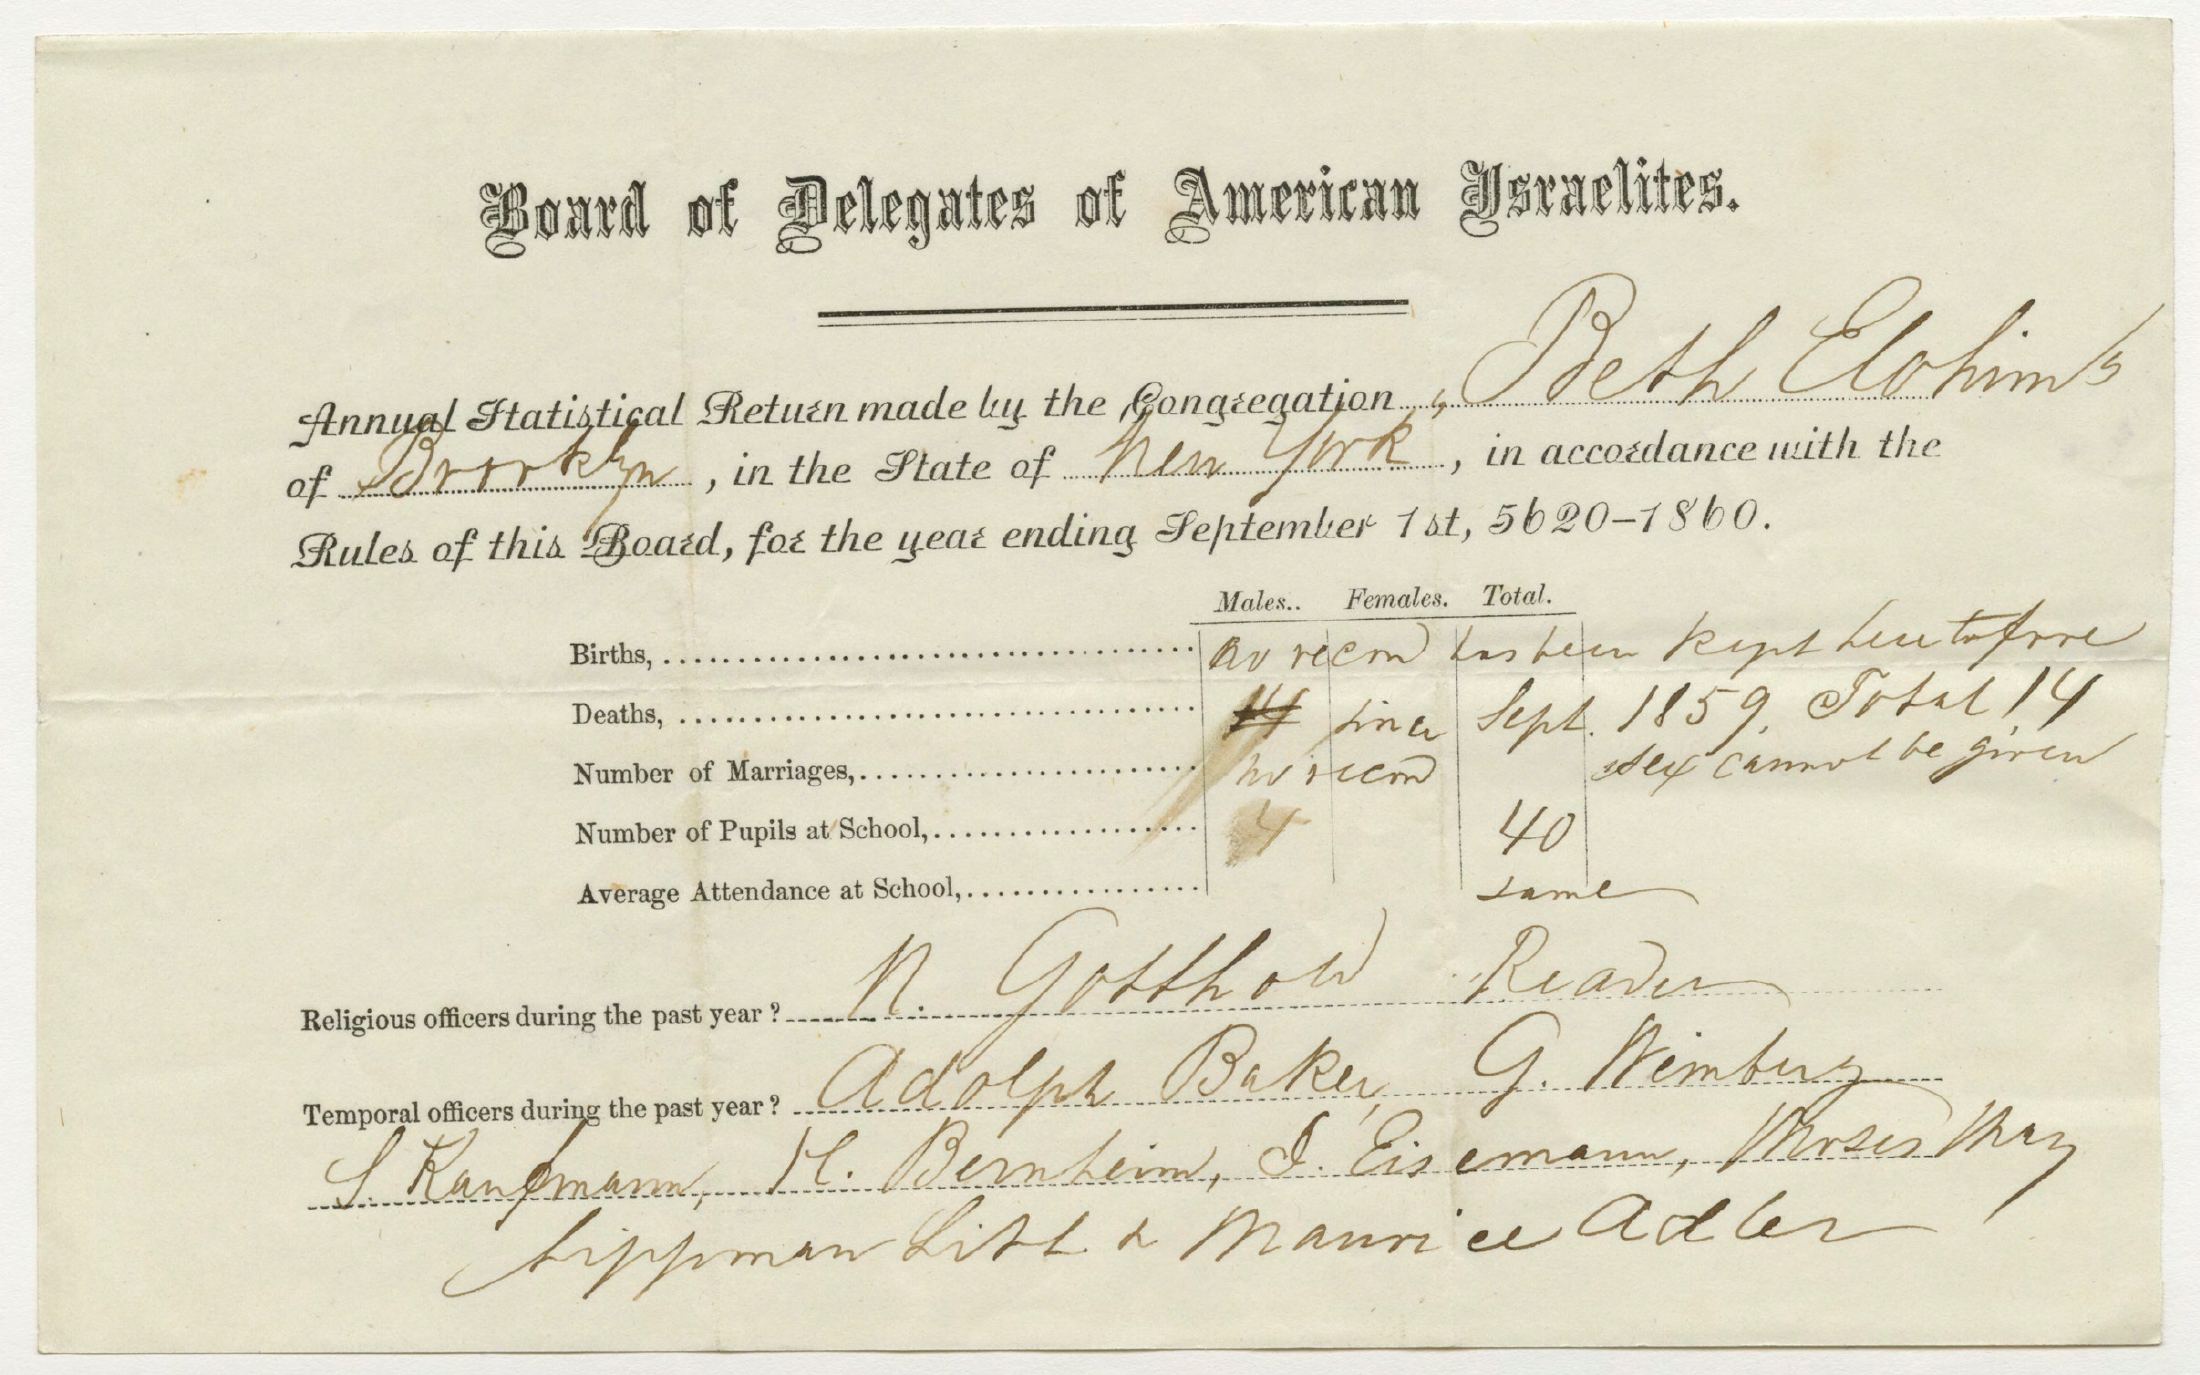 Board of Delegates of American Israelites.
Annual Statistical Return made by the Congregation „Beth Elohim“
of Brooklyn, in the State of New York, in accordance with the
Rules of this Board, for the year ending September 1st, 5620–1860.
Males.. Females. Total.
Births, no record has been kept heretofore
Deaths, 14 since Sept. 1859, Total 14
sex cannot be given
Number of Marriages, no record
Number of Pupils at School, 4 40
Average Attendance at School, same
Religious officers during the past year? N. Gotthold Reader
Temporal officers during the past year? Adolph Baker, G. Weinberg
S. Kaufmann, H. Bernheim, I. Eisemann, Moses May
Lippman Litt & Maurice Adler